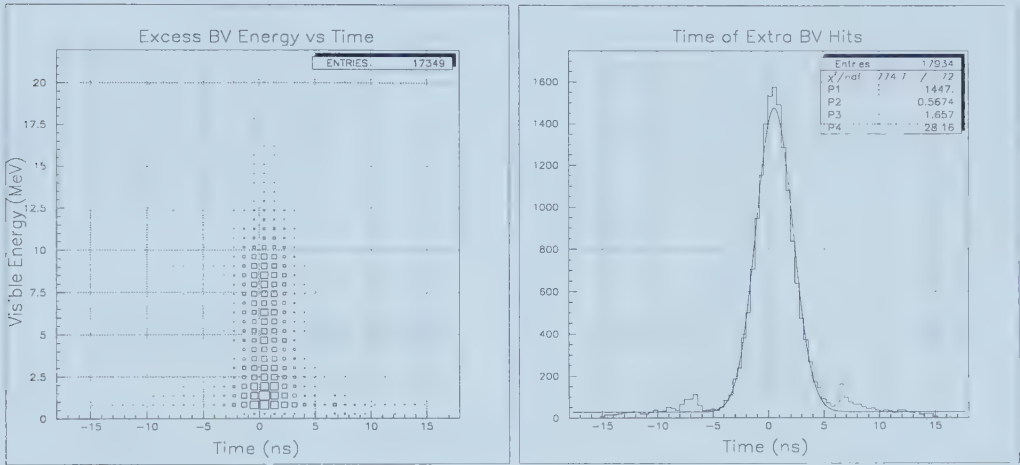 Excess BV Energy vs Time
ENTRIES. 17349
Visible Energy (MeV)
20
17.5
15
12.5
10
7.5
5
2.5
0
-15 -10 -5 0 5 10 15
Time (ns)
Time of Extra BV Hits
Entries 17934
χ²/ndf / 72
P1 1447.
P2 0.5674
P3 1.657
P4 28.16
1600
1400
1200
1000
800
600
400
200
0
-15 -10 -5 0 5 10 15
Time (ns)